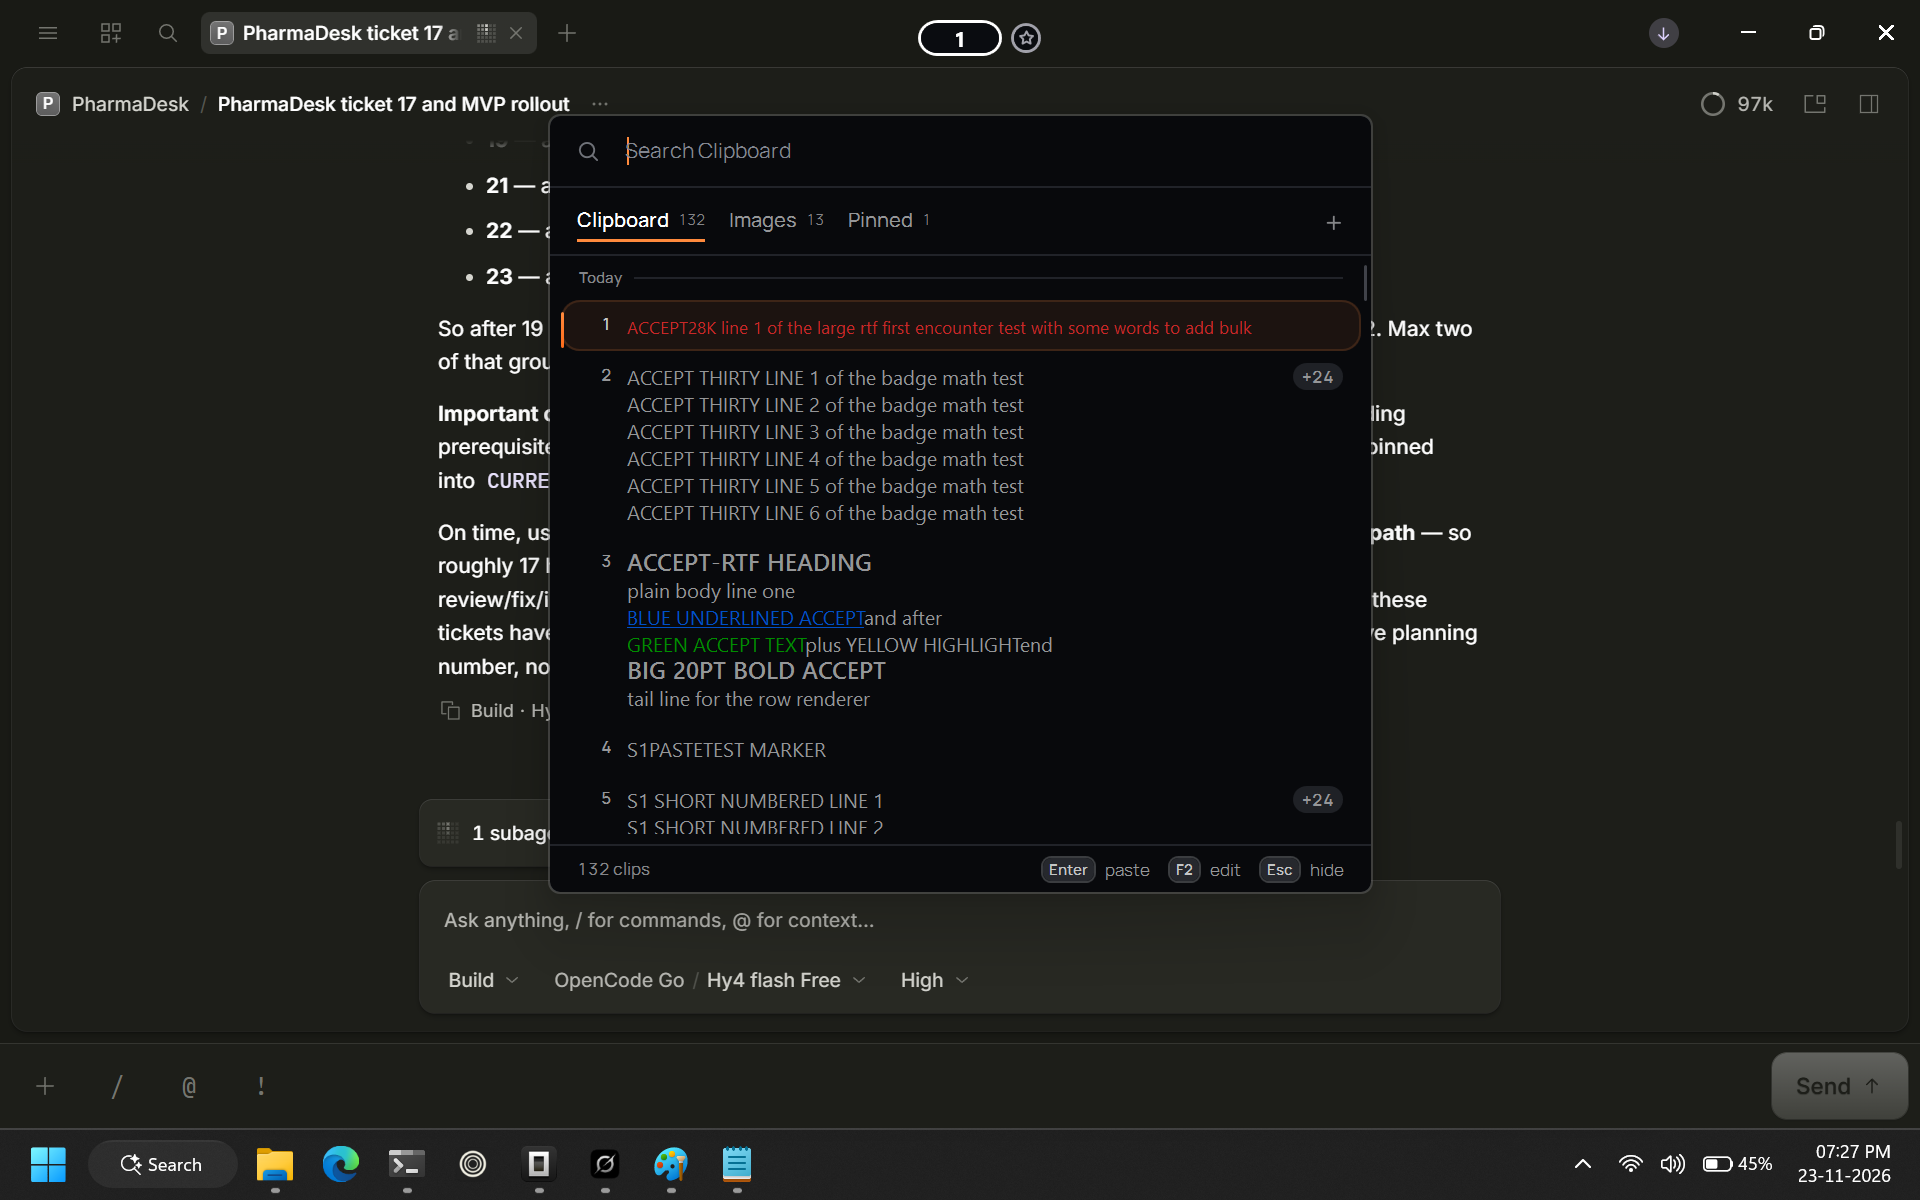 P PharmaDesk ticket 17 a
1
P PharmaDesk / PharmaDesk ticket 17 and MVP rollout ...
97k
21 —
22 —
23 —
So after 19
. Max two
of that
Important
prerequisite
pinned
into CURRE
On time, us
path — so
roughly 17
review/fix/i
these
tickets have
planning
number, no
Build ·
1 subag
Search Clipboard
Clipboard 132 Images 13 Pinned 1 +
Today
1 ACCEPT28K line 1 of the large rtf first encounter test with some words to add bulk
2 ACCEPT THIRTY LINE 1 of the badge math test +24
ACCEPT THIRTY LINE 2 of the badge math test
ACCEPT THIRTY LINE 3 of the badge math test
ACCEPT THIRTY LINE 4 of the badge math test
ACCEPT THIRTY LINE 5 of the badge math test
ACCEPT THIRTY LINE 6 of the badge math test
3 ACCEPT-RTF HEADING
plain body line one
BLUE UNDERLINED ACCEPTand after
GREEN ACCEPT TEXTplus YELLOW HIGHLIGHTend
BIG 20PT BOLD ACCEPT
tail line for the row renderer
4 S1PASTETEST MARKER
5 S1 SHORT NUMBERED LINE 1 +24
S1 SHORT NUMBERED LINE 2
132 clips Enter paste F2 edit Esc hide
Ask anything, / for commands, @ for context...
Build OpenCode Go / Hy4 flash Free High
+ / @ ! Send ↑
Search
45%
07:27 PM
23-11-2026